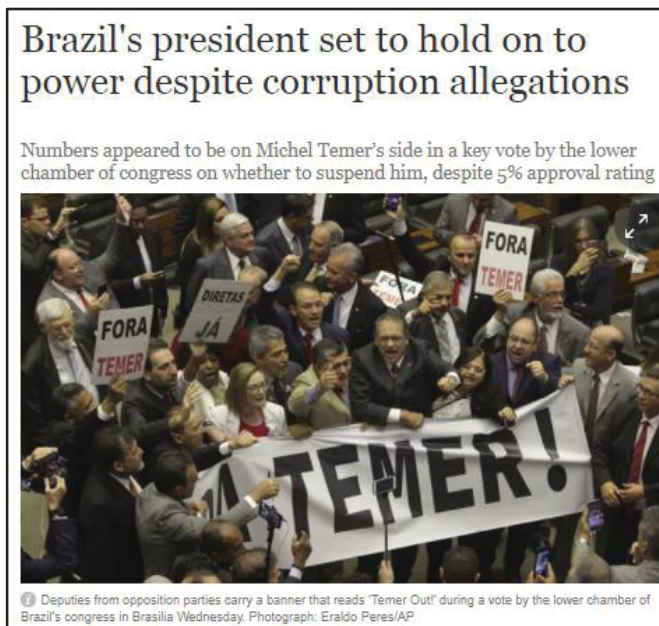 Brazil's president set to hold on to
power despite corruption allegations
Numbers appeared to be on Michel Temer's side in a key vote by the lower
chamber of congress on whether to suspend him, despite 5% approval rating
FORA
TEMER
FORA
TEMER
DIRETAS
JÁ
FORA
TEMER
A TEMER!
Deputies from opposition parties carry a banner that reads 'Temer Out!' during a vote by the lower chamber of
Brazil's congress in Brasilia Wednesday. Photograph: Eraldo Peres/AP